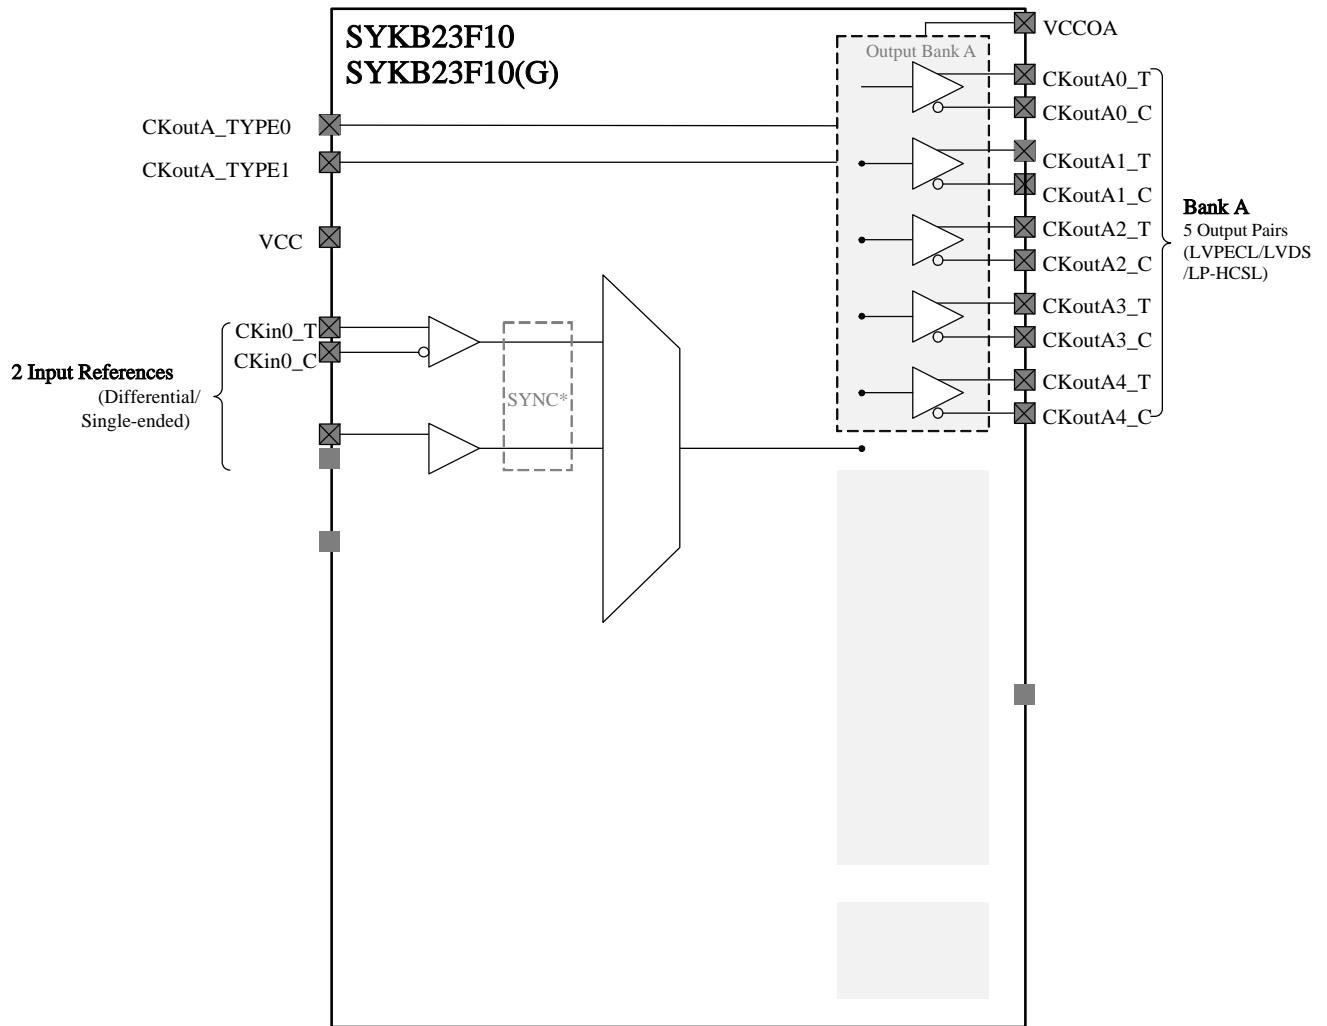 SYKB23F10
SYKB23F10(G)
CKoutA_TYPE0
CKoutA_TYPE1
VCC
CKin0_T
CKin0_C
2 Input References
(Differential/
Single-ended)
SYNC*
Output Bank A
VCCOA
CKoutA0_T
CKoutA0_C
CKoutA1_T
CKoutA1_C
CKoutA2_T
CKoutA2_C
CKoutA3_T
CKoutA3_C
CKoutA4_T
CKoutA4_C
Bank A
5 Output Pairs
(LVPECL/LVDS
/LP-HCSL)